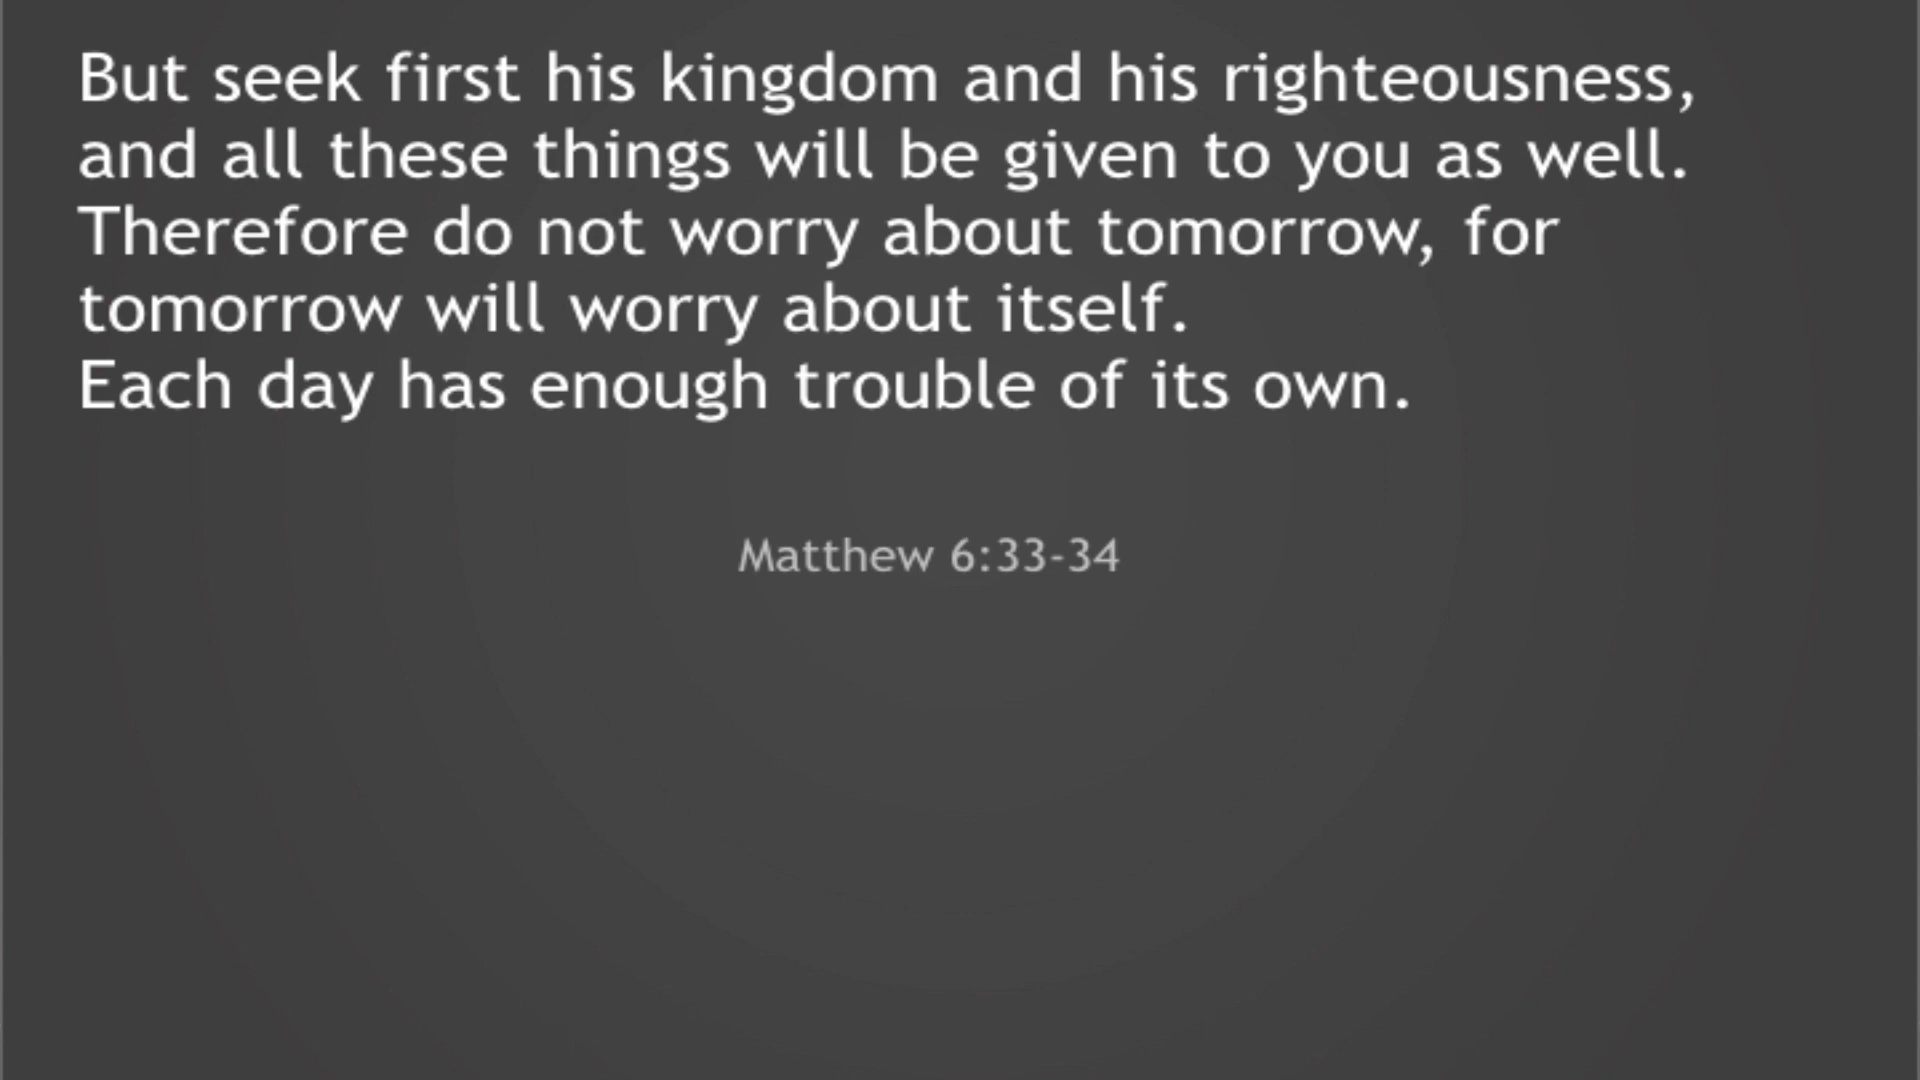 But seek first his kingdom and his righteousness,
and all these things will be given to you as well.
Therefore do not worry about tomorrow, for
tomorrow will worry about itself.
Each day has enough trouble of its own.
Matthew 6:33-34